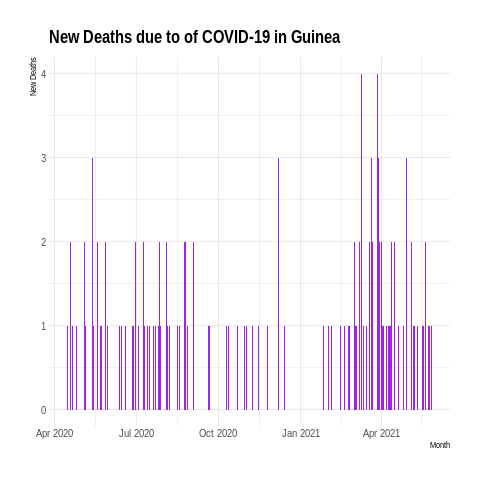 New Deaths due to of COVID-19 in Guinea
New Deaths
4
3
2
1
0
Apr 2020
Jul 2020
Oct 2020
Jan 2021
Apr 2021
Month